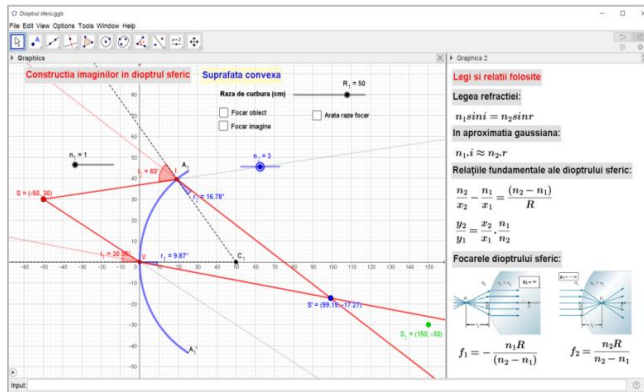 Dioptrul sferic.ggb
File Edit View Options Tools Window Help
Graphics
Graphics 2
Constructia imaginilor in dioptrul sferic
Suprafata convexa
Raza de curbura (cm)
R₁ = 50
Focar obiect
Focar imagine
Arata raze focar
n₁ = 1
n₂ = 3
A₁
I
i₁ = 60°
r₁ = 16.78°
S = (-50, 30)
V
r₁ = 9.87°
C₁
S' = (99.19, -17.27)
S₁ = (150, -30)
A₁'
Legi si relatii folosite
Legea refractiei:
n₁sini = n₂sinr
In aproximatia gaussiana:
n₁.i ≈ n₂.r
Relațiile fundamentale ale dioptrului sferic:
n₂/x₂ − n₁/x₁ = (n₂ − n₁)/R
y₂/y₁ = x₂/x₁ . n₁/n₂
Focarele dioptrului sferic:
f₁ = − n₁R/(n₂ − n₁)
f₂ = n₂R/(n₂ − n₁)
Input: